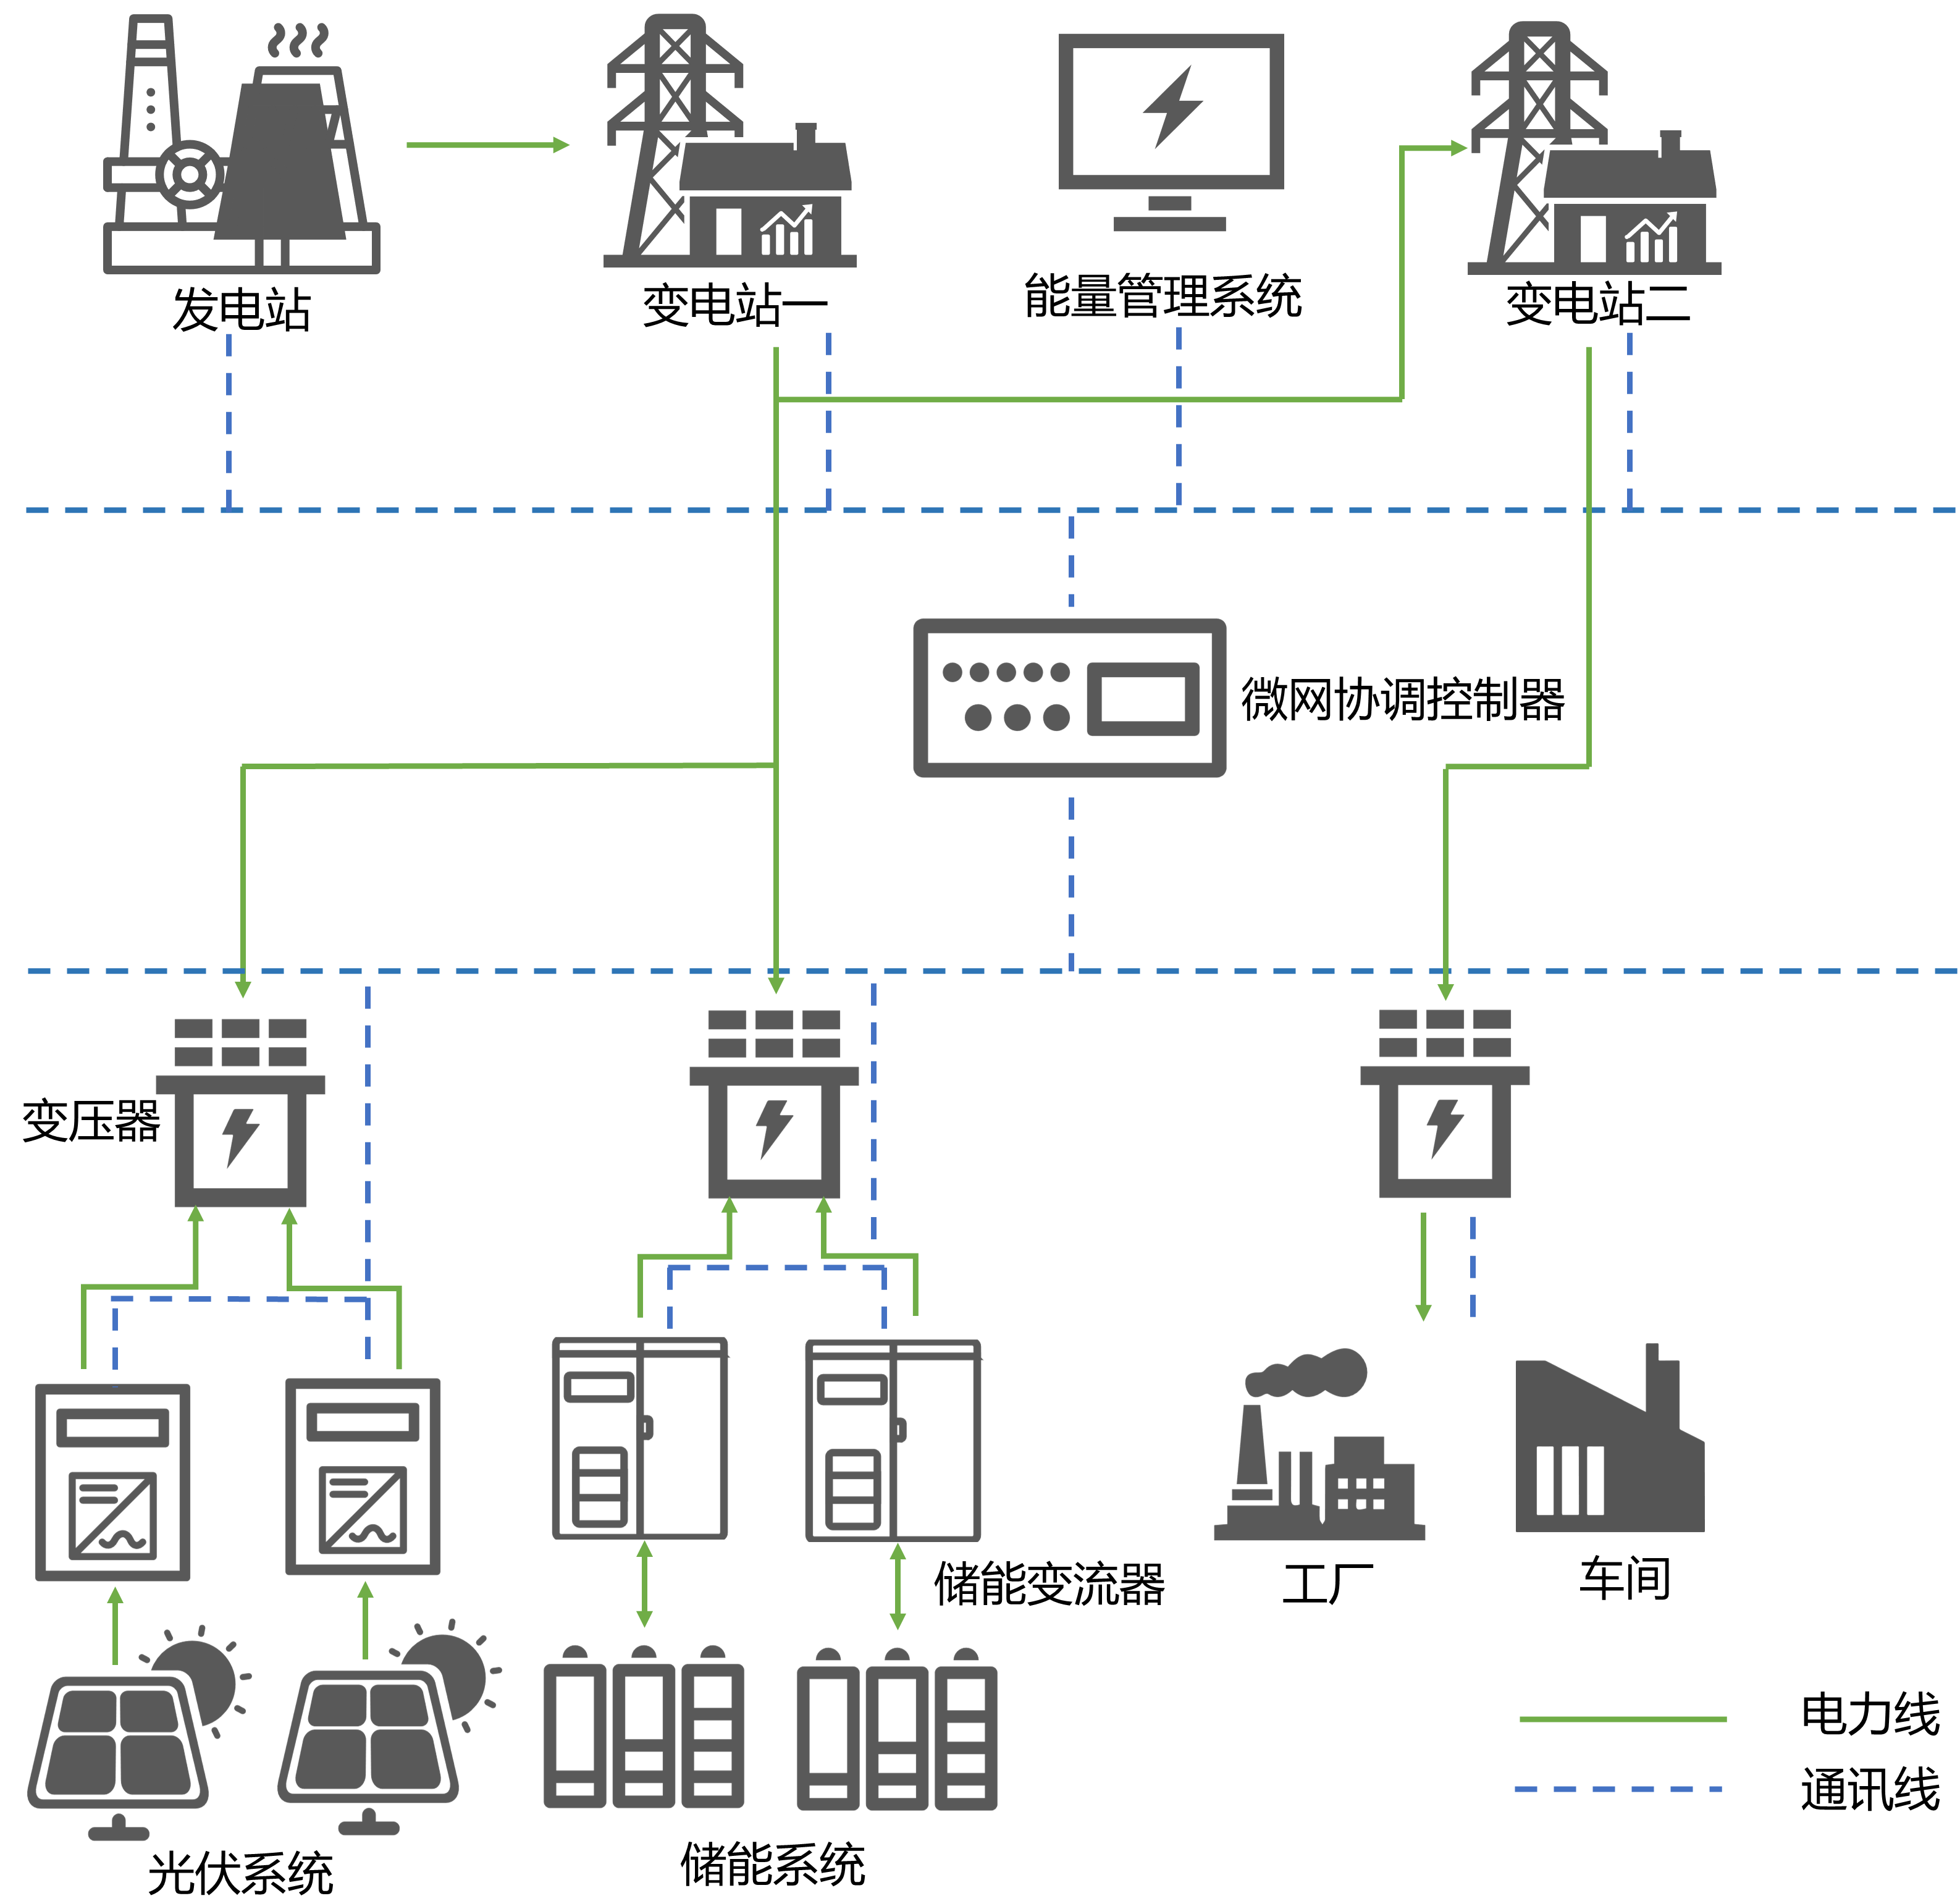 发电站
变电站一
能量管理系统
变电站二
微网协调控制器
变压器
储能变流器
工厂
车间
电力线
通讯线
光伏系统
储能系统